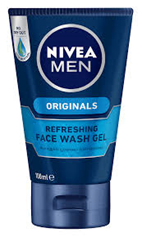 NIVEA
MEN
ORIGINALS
REFRESHING
FACE WASH GEL
100ml